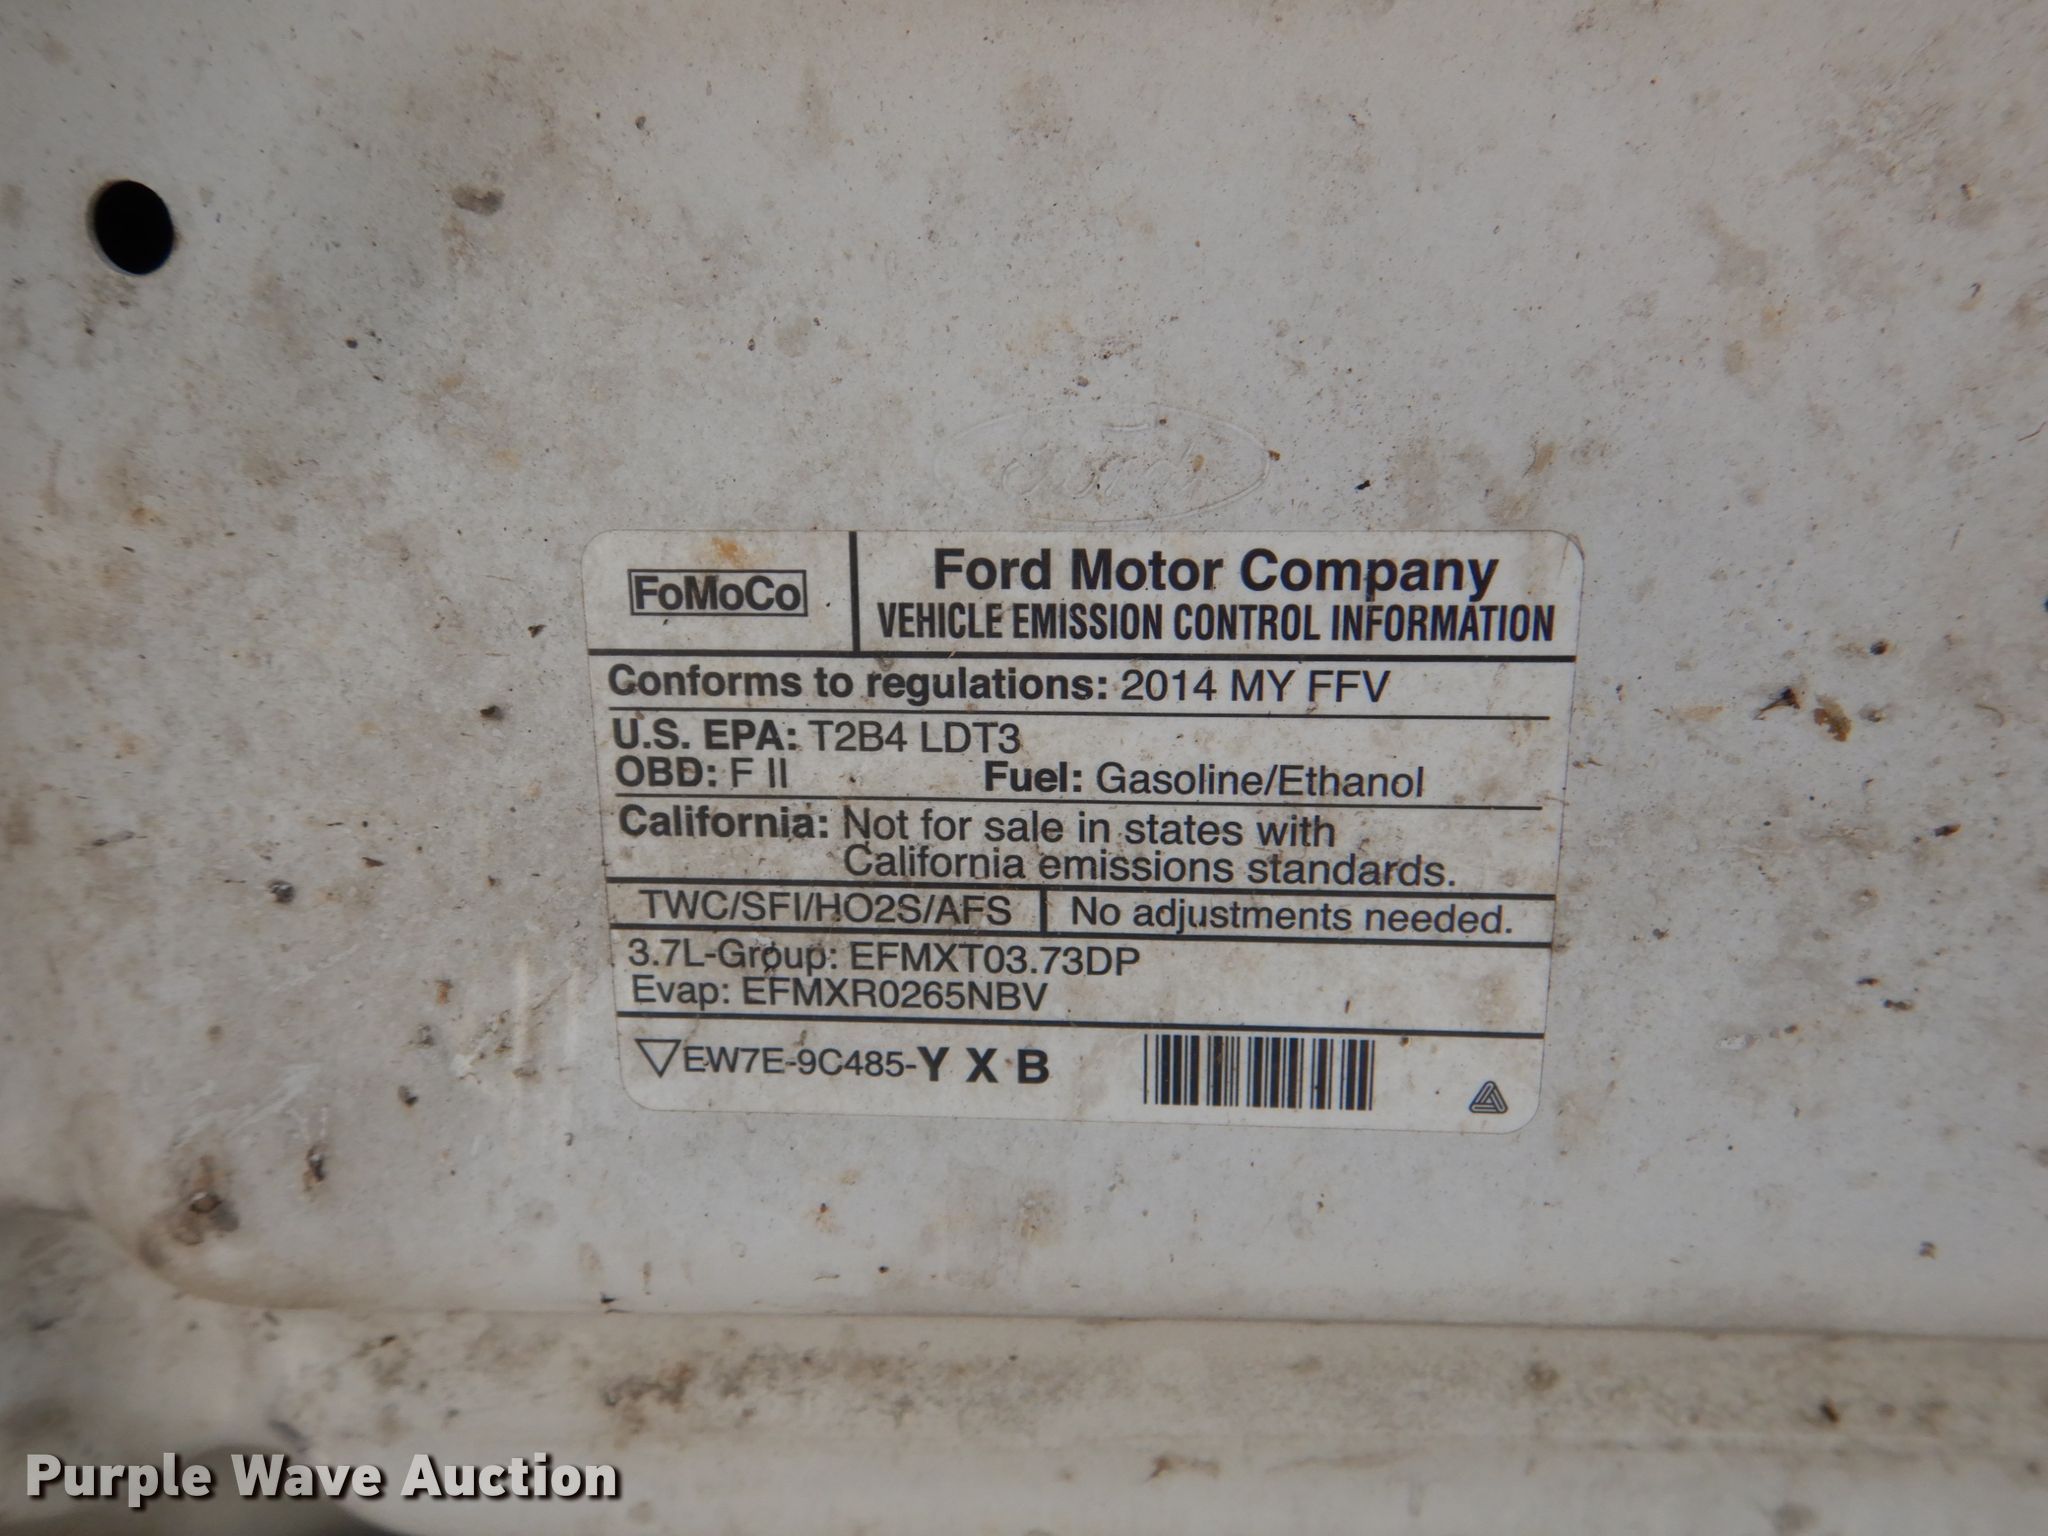 Ford
FoMoCo
Ford Motor Company
VEHICLE EMISSION CONTROL INFORMATION
Conforms to regulations: 2014 MY FFV
U.S. EPA: T2B4 LDT3
OBD: F II Fuel: Gasoline/Ethanol
California: Not for sale in states with
California emissions standards.
TWC/SFI/HO2S/AFS No adjustments needed.
3.7L-Group: EFMXT03.73DP
Evap: EFMXR0265NBV
EW7E-9C485-Y X B
Purple Wave Auction